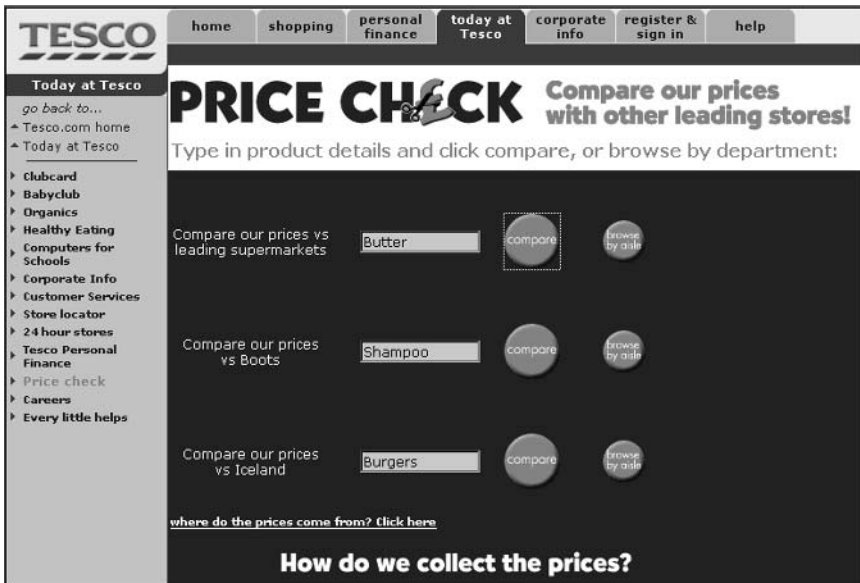 TESCO
home
shopping
personal
finance
today at
Tesco
corporate
info
register &
sign in
help
Today at Tesco
go back to...
Tesco.com home
Today at Tesco
Clubcard
Babyclub
Organics
Healthy Eating
Computers for
Schools
Corporate Info
Customer Services
Store locator
24 hour stores
Tesco Personal
Finance
Price check
Careers
Every little helps
PRICE CH£CK
Compare our prices
with other leading stores!
Type in product details and click compare, or browse by department:
Compare our prices vs
leading supermarkets
Butter
compare
browse
by aisle
Compare our prices
vs Boots
Shampoo
compare
browse
by aisle
Compare our prices
vs Iceland
Burgers
compare
browse
by aisle
where do the prices come from? Click here
How do we collect the prices?